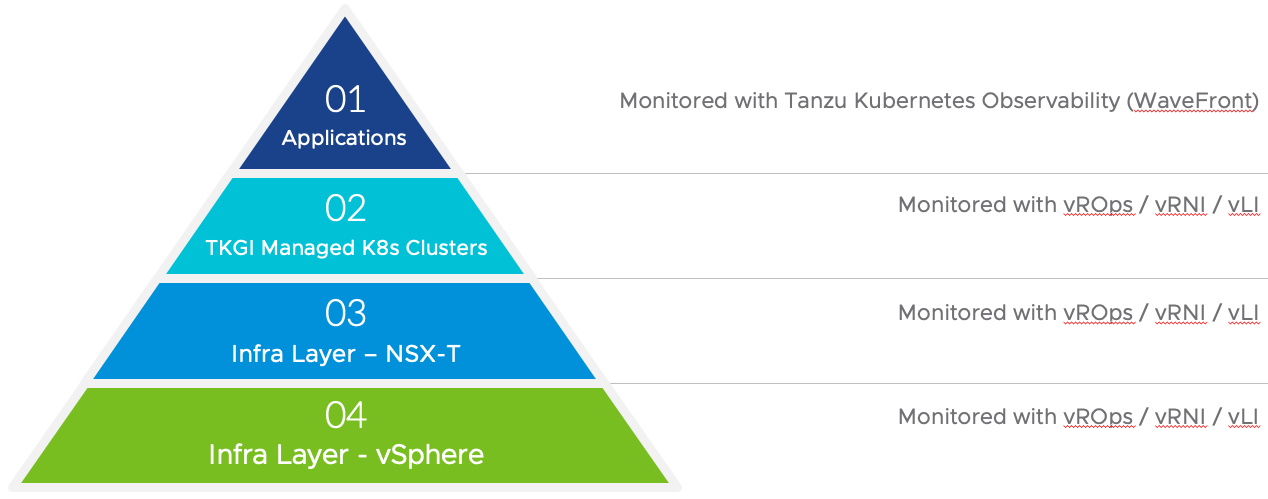 01
Applications
Monitored with Tanzu Kubernetes Observability (WaveFront)
02
TKGI Managed K8s Clusters
Monitored with vROps / vRNI / vLI
03
Infra Layer – NSX-T
Monitored with vROps / vRNI / vLI
04
Infra Layer - vSphere
Monitored with vROps / vRNI / vLI